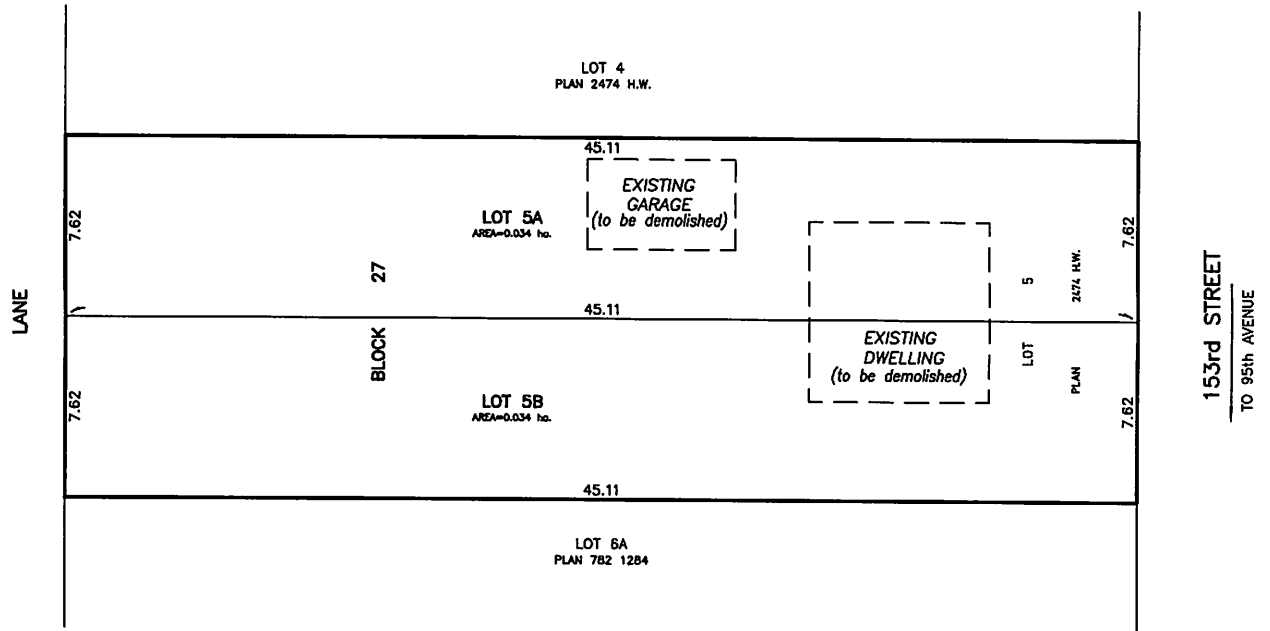 LOT 4
PLAN 2474 H.W.
45.11
EXISTING
GARAGE
(to be demolished)
LOT 5A
AREA=0.034 ha.
7.62
7.62
27
5
2474 H.W.
LANE
153rd STREET
TO 95th AVENUE
45.11
BLOCK
EXISTING
DWELLING
(to be demolished)
LOT
PLAN
LOT 5B
AREA=0.034 ha.
7.62
7.62
45.11
LOT 6A
PLAN 782 1284